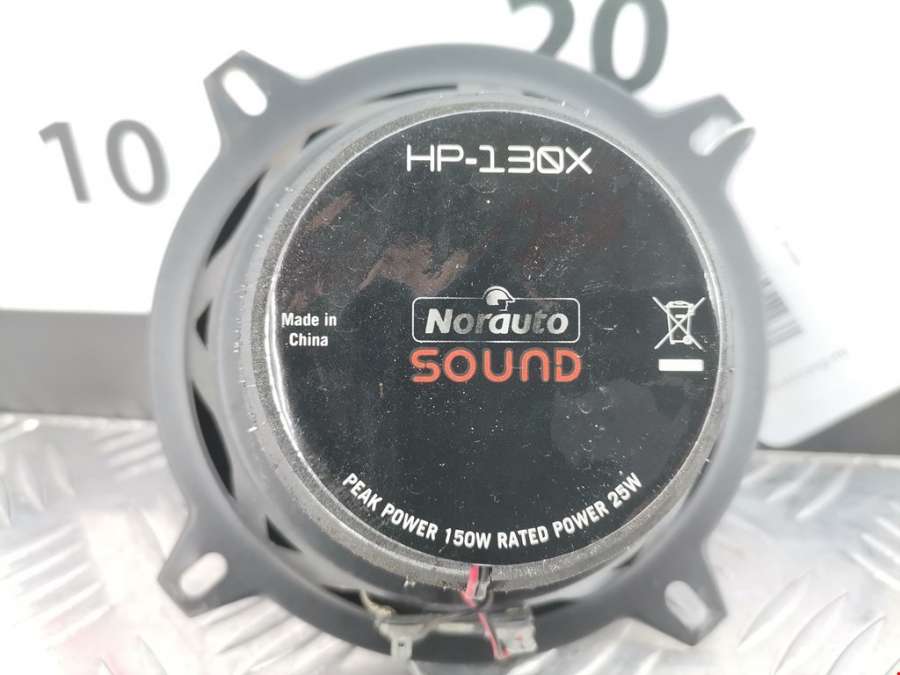 20
10
HP-130X
Made in
China
Norauto
SOUND
PEAK POWER 150W RATED POWER 25W